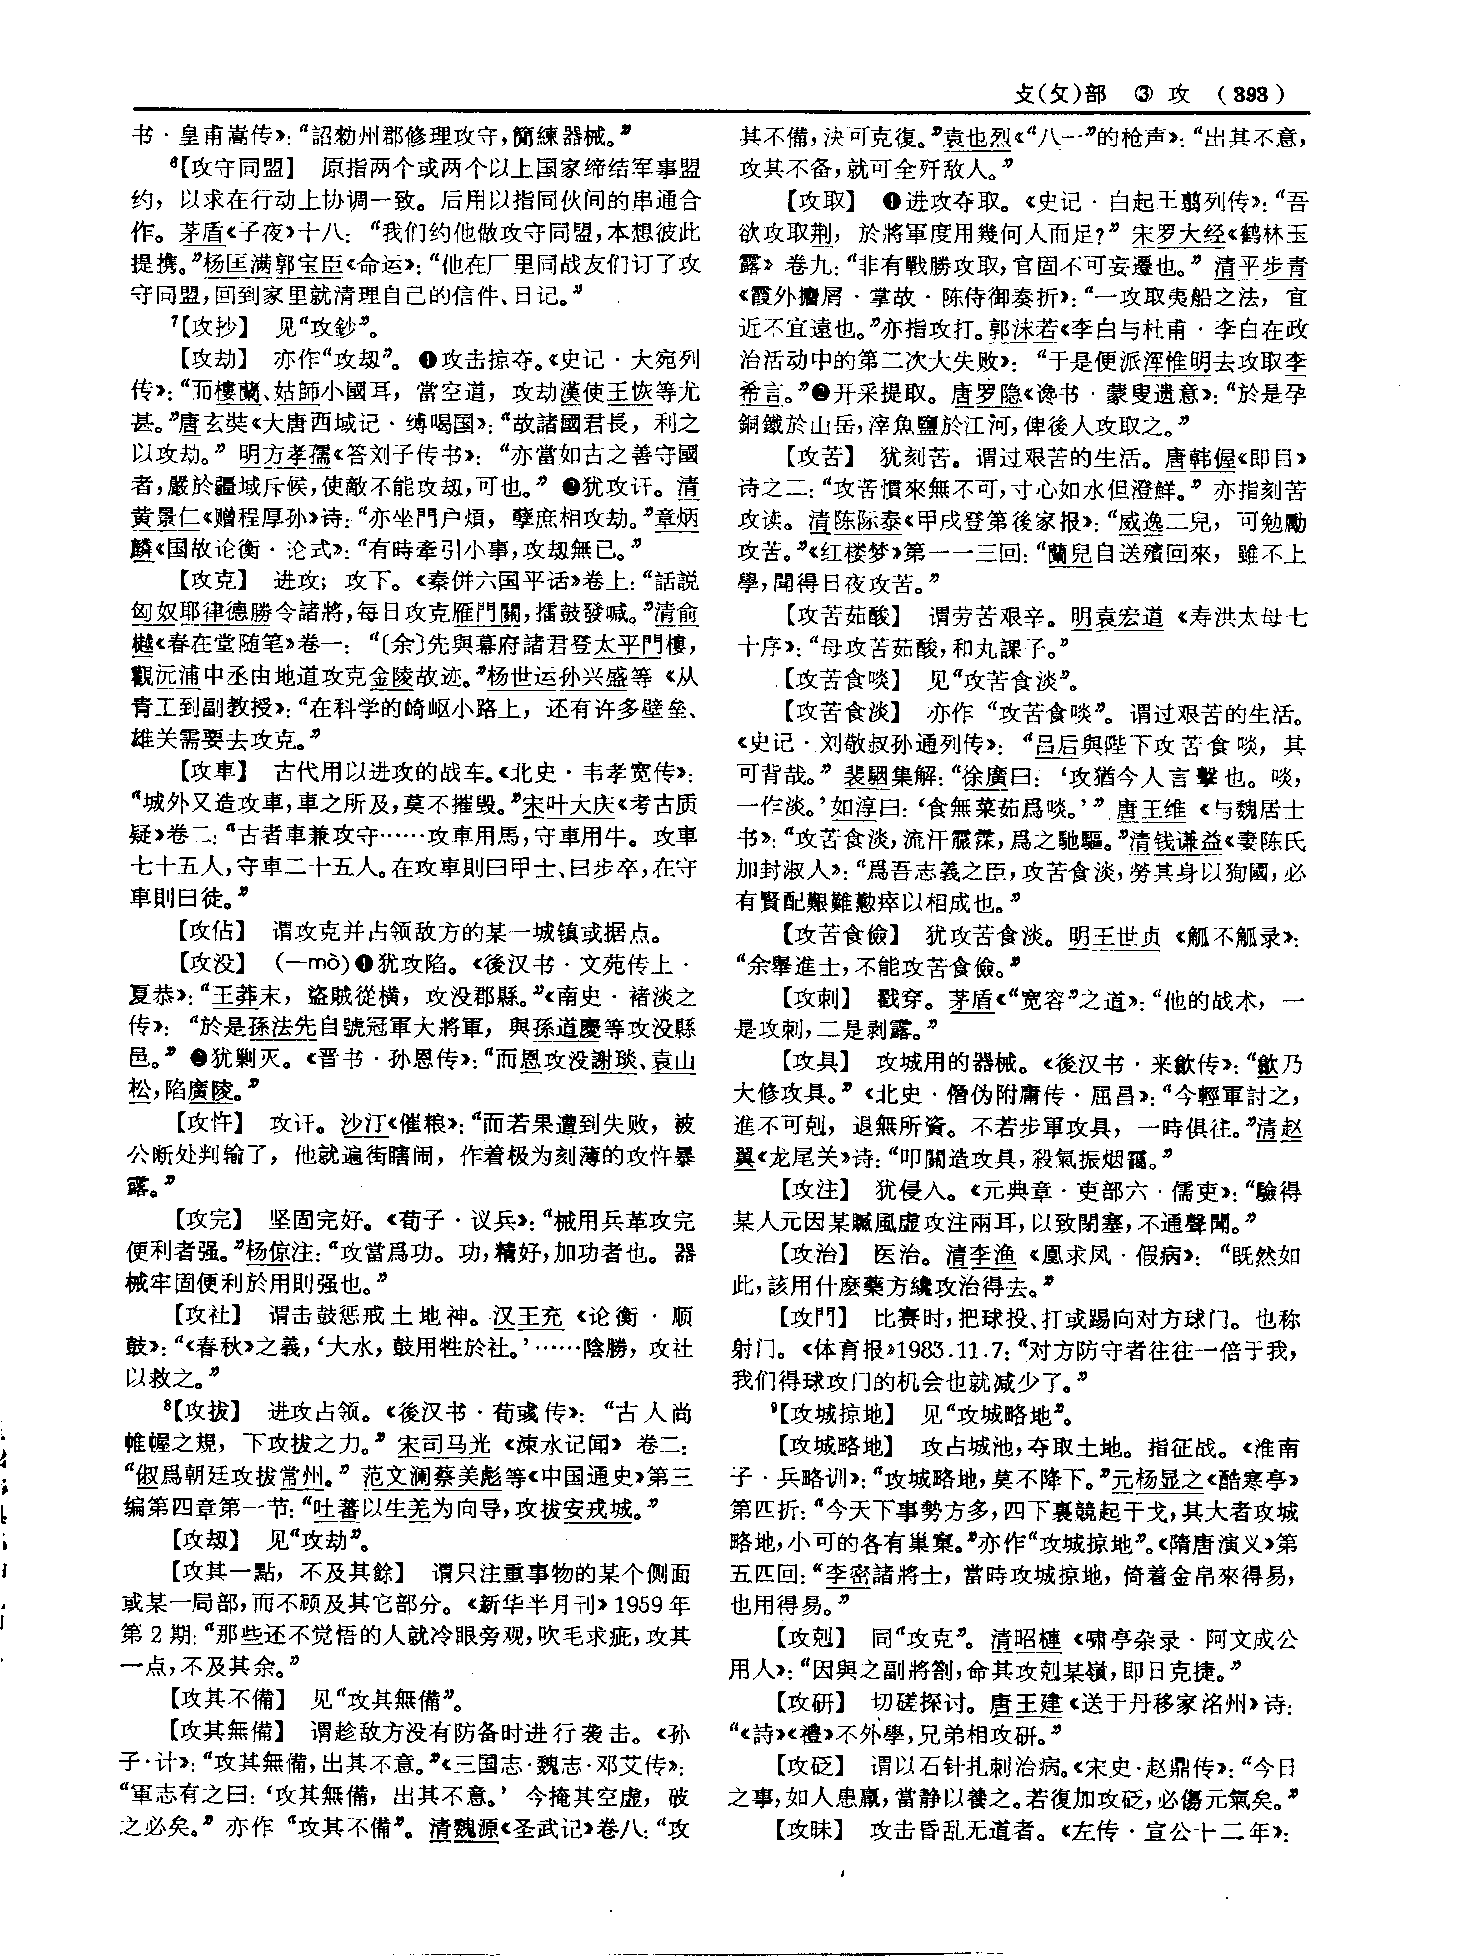 攴(攵)部 ③ 攻 (393)
书·皇甫嵩传》：“詔勑州郡修理攻守，簡練器械。”
⁶【攻守同盟】 原指两个或两个以上国家缔结军事盟
约，以求在行动上协调一致。后用以指同伙间的串通合
作。茅盾《子夜》十八：“我们约他做攻守同盟，本想彼此
提携。”杨匡满郭宝臣《命运》：“他在厂里同战友们订了攻
守同盟，回到家里就清理自己的信件、日记。”
⁷【攻抄】 见“攻鈔”。
【攻劫】 亦作“攻刼”。❶攻击掠夺。《史记·大宛列
传》：“而樓蘭、姑師小國耳，當空道，攻劫漢使王恢等尤
甚。”唐玄奘《大唐西域记·缚喝国》：“故諸國君長，利之
以攻劫。” 明方孝孺《答刘子传书》：“亦當如古之善守國
者，嚴於疆域斥候，使敵不能攻刼，可也。” ❷犹攻讦。清
黄景仁《赠程厚孙》诗：“亦坐門户煩，孽庶相攻劫。”章炳
麟《国故论衡·论式》：“有時牽引小事，攻刼無已。”
【攻克】 进攻；攻下。《秦併六国平话》卷上：“話説
匈奴耶律德勝令諸將，每日攻克雁門關，擂鼓發喊。”清俞
樾《春在堂随笔》卷一：“〔余〕先與幕府諸君登太平門樓，
觀沅浦中丞由地道攻克金陵故迹。”杨世运孙兴盛等《从
青工到副教授》：“在科学的崎岖小路上，还有许多壁垒、
雄关需要去攻克。”
【攻車】 古代用以进攻的战车。《北史·韦孝宽传》：
“城外又造攻車，車之所及，莫不摧毁。”宋叶大庆《考古质
疑》卷二：“古者車兼攻守……攻車用馬，守車用牛。攻車
七十五人，守車二十五人。在攻車則曰甲士、曰步卒，在守
車則曰徒。”
【攻佔】 谓攻克并占领敌方的某一城镇或据点。
【攻没】 (—mò)❶犹攻陷。《後汉书·文苑传上·
夏恭》：“王莽末，盜賊從横，攻没郡縣。”《南史·褚淡之
传》：“於是孫法先自號冠軍大將軍，與孫道慶等攻没縣
邑。” ❷犹剿灭。《晋书·孙恩传》：“而恩攻没謝琰、袁山
松，陷廣陵。”
【攻忤】 攻讦。沙汀《催粮》：“而若果遭到失败，被
公断处判输了，他就遍街瞎闹，作着极为刻薄的攻忤暴
露。”
【攻完】 坚固完好。《荀子·议兵》：“械用兵革攻完
便利者强。”杨倞注：“攻當爲功。功，精好，加功者也。器
械牢固便利於用則强也。”
【攻社】 谓击鼓惩戒土地神。汉王充《论衡·顺
鼓》：“《春秋》之義，‘大水，鼓用牲於社。’……陰勝，攻社
以救之。”
⁸【攻拔】 进攻占领。《後汉书·荀彧传》：“古人尚
帷幄之規，下攻拔之力。” 宋司马光《涑水记闻》卷二：
“俶爲朝廷攻拔常州。” 范文澜蔡美彪等《中国通史》第三
编第四章第一节：“吐蕃以生羌为向导，攻拔安戎城。”
【攻刼】 见“攻劫”。
【攻其一點，不及其餘】 谓只注重事物的某个侧面
或某一局部，而不顾及其它部分。《新华半月刊》1959年
第2期：“那些还不觉悟的人就冷眼旁观，吹毛求疵，攻其
一点，不及其余。”
【攻其不備】 见“攻其無備”。
【攻其無備】 谓趁敌方没有防备时进行袭击。《孙
子·计》：“攻其無備，出其不意。”《三国志·魏志·邓艾传》：
“軍志有之曰：‘攻其無備，出其不意。’ 今掩其空虚，破
之必矣。” 亦作“攻其不備”。清魏源《圣武记》卷八：“攻
其不備，決可克復。”袁也烈《“八一”的枪声》：“出其不意，
攻其不备，就可全歼敌人。”
【攻取】 ❶进攻夺取。《史记·白起王翦列传》：“吾
欲攻取荆，於將軍度用幾何人而足？” 宋罗大经《鹤林玉
露》卷九：“非有戰勝攻取，官固不可妄遷也。” 清平步青
《霞外攟屑·掌故·陈侍御奏折》：“一攻取夷船之法，宜
近不宜遠也。”亦指攻打。郭沫若《李白与杜甫·李白在政
治活动中的第二次大失败》：“于是便派浑惟明去攻取李
希言。”❷开采提取。唐罗隐《谗书·蒙叟遗意》：“於是孕
銅鐵於山岳，滓魚鹽於江河，俾後人攻取之。”
【攻苦】 犹刻苦。谓过艰苦的生活。唐韩偓《即目》
诗之二：“攻苦慣來無不可，寸心如水但澄鮮。” 亦指刻苦
攻读。清陈际泰《甲戌登第後家报》：“威逸二兒，可勉勵
攻苦。”《红楼梦》第一一三回：“蘭兒自送殯回來，雖不上
學，聞得日夜攻苦。”
【攻苦茹酸】 谓劳苦艰辛。明袁宏道《寿洪太母七
十序》：“母攻苦茹酸，和丸課子。”
【攻苦食啖】 见“攻苦食淡”。
【攻苦食淡】 亦作“攻苦食啖”。谓过艰苦的生活。
《史记·刘敬叔孙通列传》：“吕后與陛下攻苦食啖，其
可背哉。” 裴駰集解：“徐廣曰：‘攻猶今人言擊也。啖，
一作淡。’如淳曰：‘食無菜茹爲啖。’” 唐王维《与魏居士
书》：“攻苦食淡，流汗霢霂，爲之馳驅。”清钱谦益《妻陈氏
加封淑人》：“爲吾志義之臣，攻苦食淡，勞其身以狥國，必
有賢配艱難懃瘁以相成也。”
【攻苦食儉】 犹攻苦食淡。明王世贞《觚不觚录》：
“余舉進士，不能攻苦食儉。”
【攻刺】 戳穿。茅盾《“宽容”之道》：“他的战术，一
是攻刺，二是剥露。”
【攻具】 攻城用的器械。《後汉书·来歙传》：“歙乃
大修攻具。”《北史·僭伪附庸传·屈昌》：“今輕軍討之，
進不可剋，退無所資。不若步軍攻具，一時俱往。”清赵
翼《龙尾关》诗：“叩關造攻具，殺氣振烟靄。”
【攻注】 犹侵入。《元典章·吏部六·儒吏》：“驗得
某人元因某臟風虚攻注兩耳，以致閉塞，不通聲聞。”
【攻治】 医治。清李渔《凰求凤·假病》：“既然如
此，該用什麽藥方纔攻治得去。”
【攻門】 比赛时，把球投、打或踢向对方球门。也称
射门。《体育报》1983.11.7：“对方防守者往往一倍于我，
我们得球攻门的机会也就减少了。”
⁹【攻城掠地】 见“攻城略地”。
【攻城略地】 攻占城池，夺取土地。指征战。《淮南
子·兵略训》：“攻城略地，莫不降下。”元杨显之《酷寒亭》
第四折：“今天下事勢方多，四下裏競起干戈，其大者攻城
略地，小可的各有巢窠。”亦作“攻城掠地”。《隋唐演义》第
五四回：“李密諸將士，當時攻城掠地，倚着金帛來得易，
也用得易。”
【攻剋】 同“攻克”。清昭槤《啸亭杂录·阿文成公
用人》：“因與之副將劄，命其攻剋某嶺，即日克捷。”
【攻研】 切磋探讨。唐王建《送于丹移家洺州》诗：
“《詩》《禮》不外學，兄弟相攻研。”
【攻砭】 谓以石针扎刺治病。《宋史·赵鼎传》：“今日
之事，如人患羸，當静以養之。若復加攻砭，必傷元氣矣。”
【攻昧】 攻击昏乱无道者。《左传·宣公十二年》：